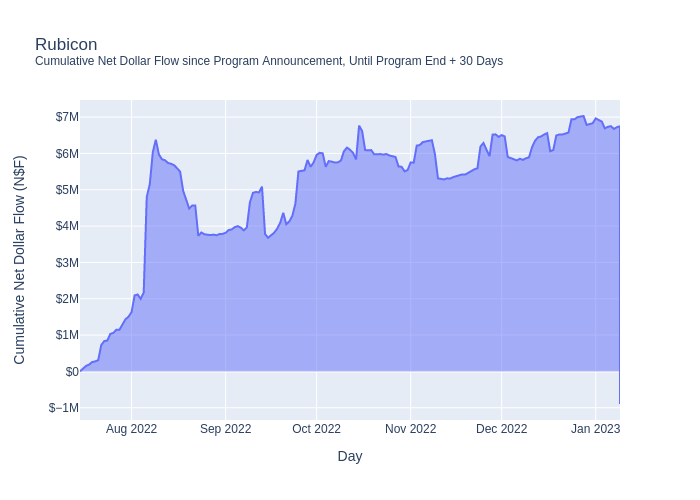 Rubicon
Cumulative Net Dollar Flow since Program Announcement, Until Program End + 30 Days
Cumulative Net Dollar Flow (N$F)
$7M
$6M
$5M
$4M
$3M
$2M
$1M
$0
$−1M
Aug 2022
Sep 2022
Oct 2022
Nov 2022
Dec 2022
Jan 2023
Day